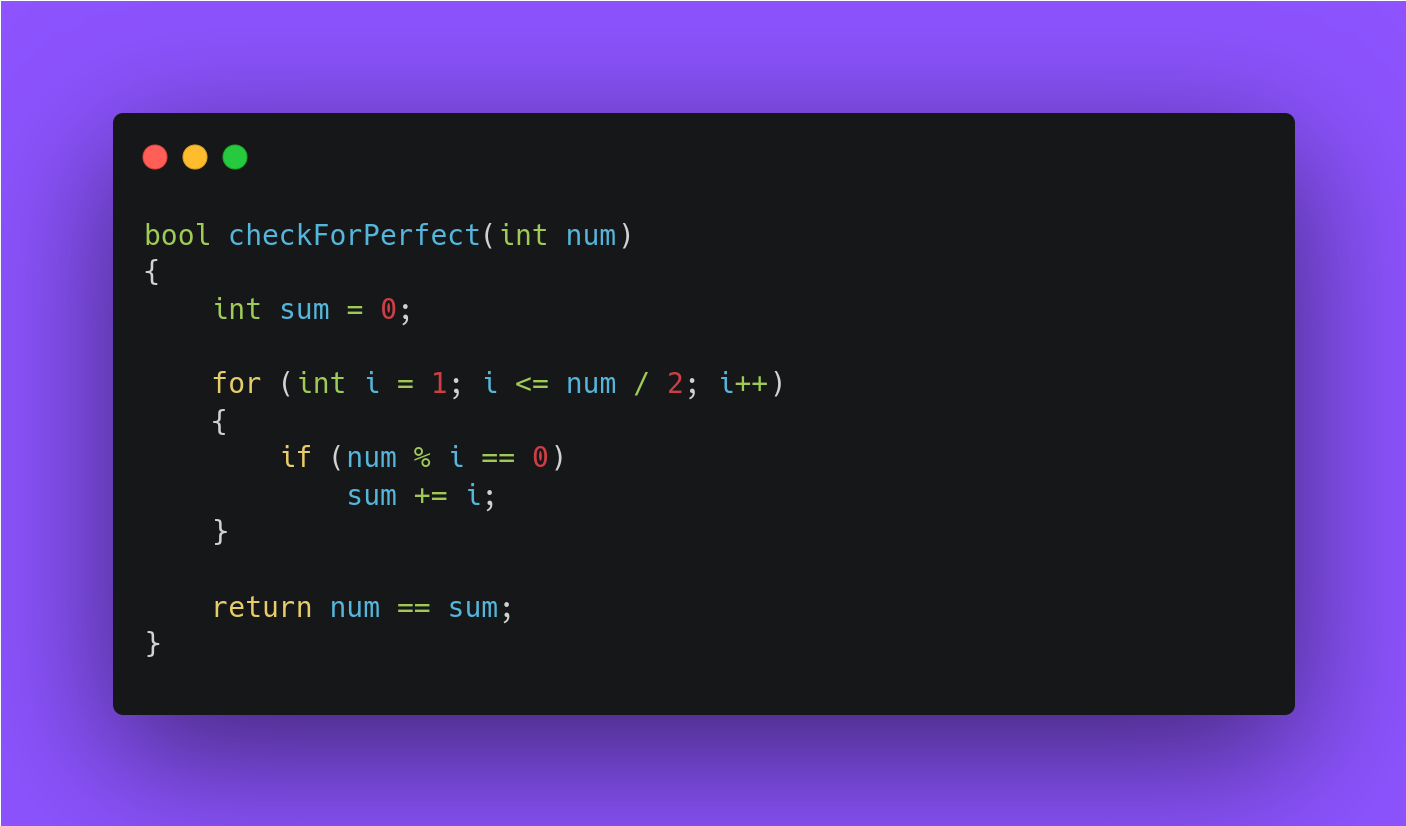 bool checkForPerfect(int num)
{
    int sum = 0;

    for (int i = 1; i <= num / 2; i++)
    {
        if (num % i == 0)
            sum += i;
    }

    return num == sum;
}